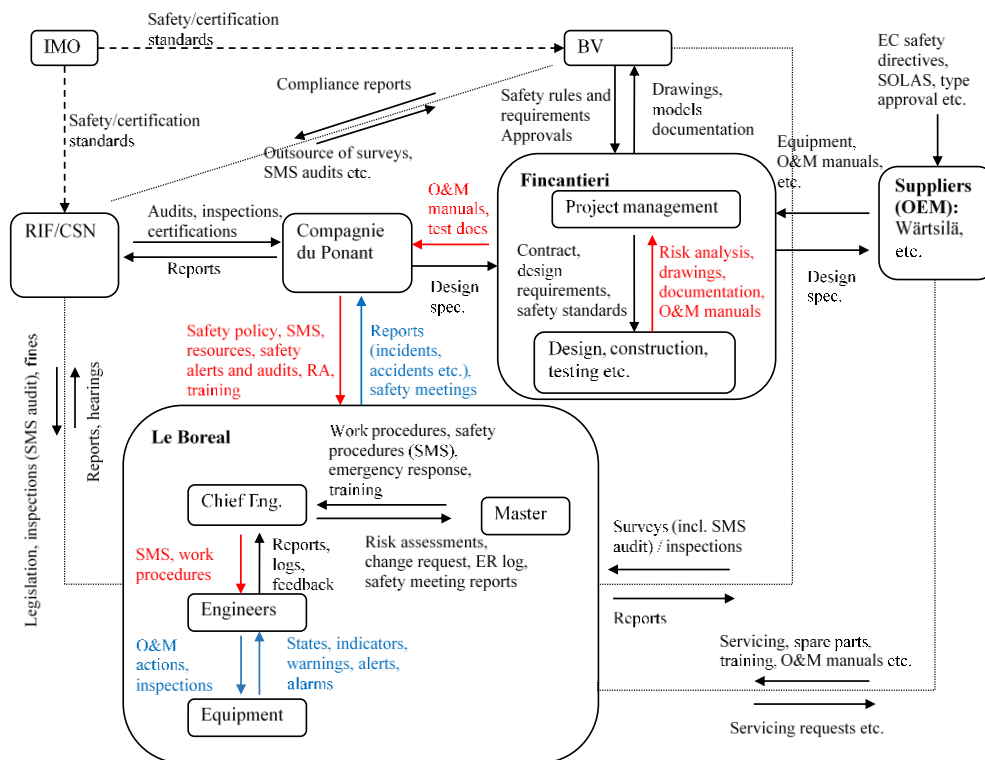 Safety/certification
standards
IMO
BV
EC safety
directives,
SOLAS, type
approval etc.
Compliance reports
Safety rules and
requirements
Approvals
Drawings,
models
documentation
Safety/certification
standards
Outsource of surveys,
SMS audits etc.
Equipment,
O&M manuals,
etc.
Fincantieri
Project management
Suppliers
(OEM):
Wärtsilä,
etc.
RIF/CSN
Audits, inspections,
certifications
Reports
Compagnie
du Ponant
O&M
manuals,
test docs
Design
spec.
Contract,
design
requirements,
safety standards
Risk analysis,
drawings,
documentation,
O&M manuals
Design
spec.
Design, construction,
testing etc.
Safety policy, SMS,
resources, safety
alerts and audits, RA,
training
Reports
(incidents,
accidents etc.),
safety meetings
Legislation, inspections (SMS audit), fines
Reports, hearings
Le Boreal
Work procedures, safety
procedures (SMS),
emergency response,
training
Chief Eng.
Master
Risk assessments,
change request, ER log,
safety meeting reports
SMS, work
procedures
Reports,
logs,
feedback
Surveys (incl. SMS
audit) / inspections
Reports
Engineers
O&M
actions,
inspections
States, indicators,
warnings, alerts,
alarms
Equipment
Servicing, spare parts,
training, O&M manuals etc.
Servicing requests etc.